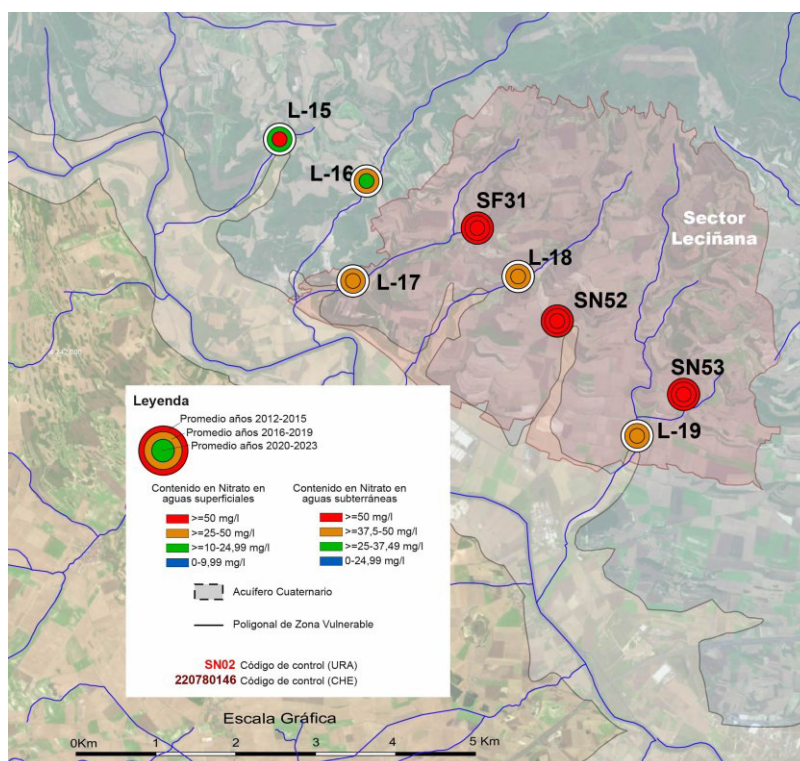 L-15
L-16
SF31
Sector
Leciñana
L-18
L-17
SN52
SN53
L-19
Leyenda
Promedio años 2012-2015
Promedio años 2016-2019
Promedio años 2020-2023
Contenido en Nitrato en
aguas superficiales
>=50 mg/l
>=25-50 mg/l
>=10-24,99 mg/l
0-9,99 mg/l
Contenido en Nitrato en
aguas subterráneas
>=50 mg/l
>=37,5-50 mg/l
>=25-37,49 mg/l
0-24,99 mg/l
Acuífero Cuaternario
Poligonal de Zona Vulnerable
SN02 Código de control (URA)
220780146 Código de control (CHE)
Escala Gráfica
0Km 1 2 3 4 5 Km